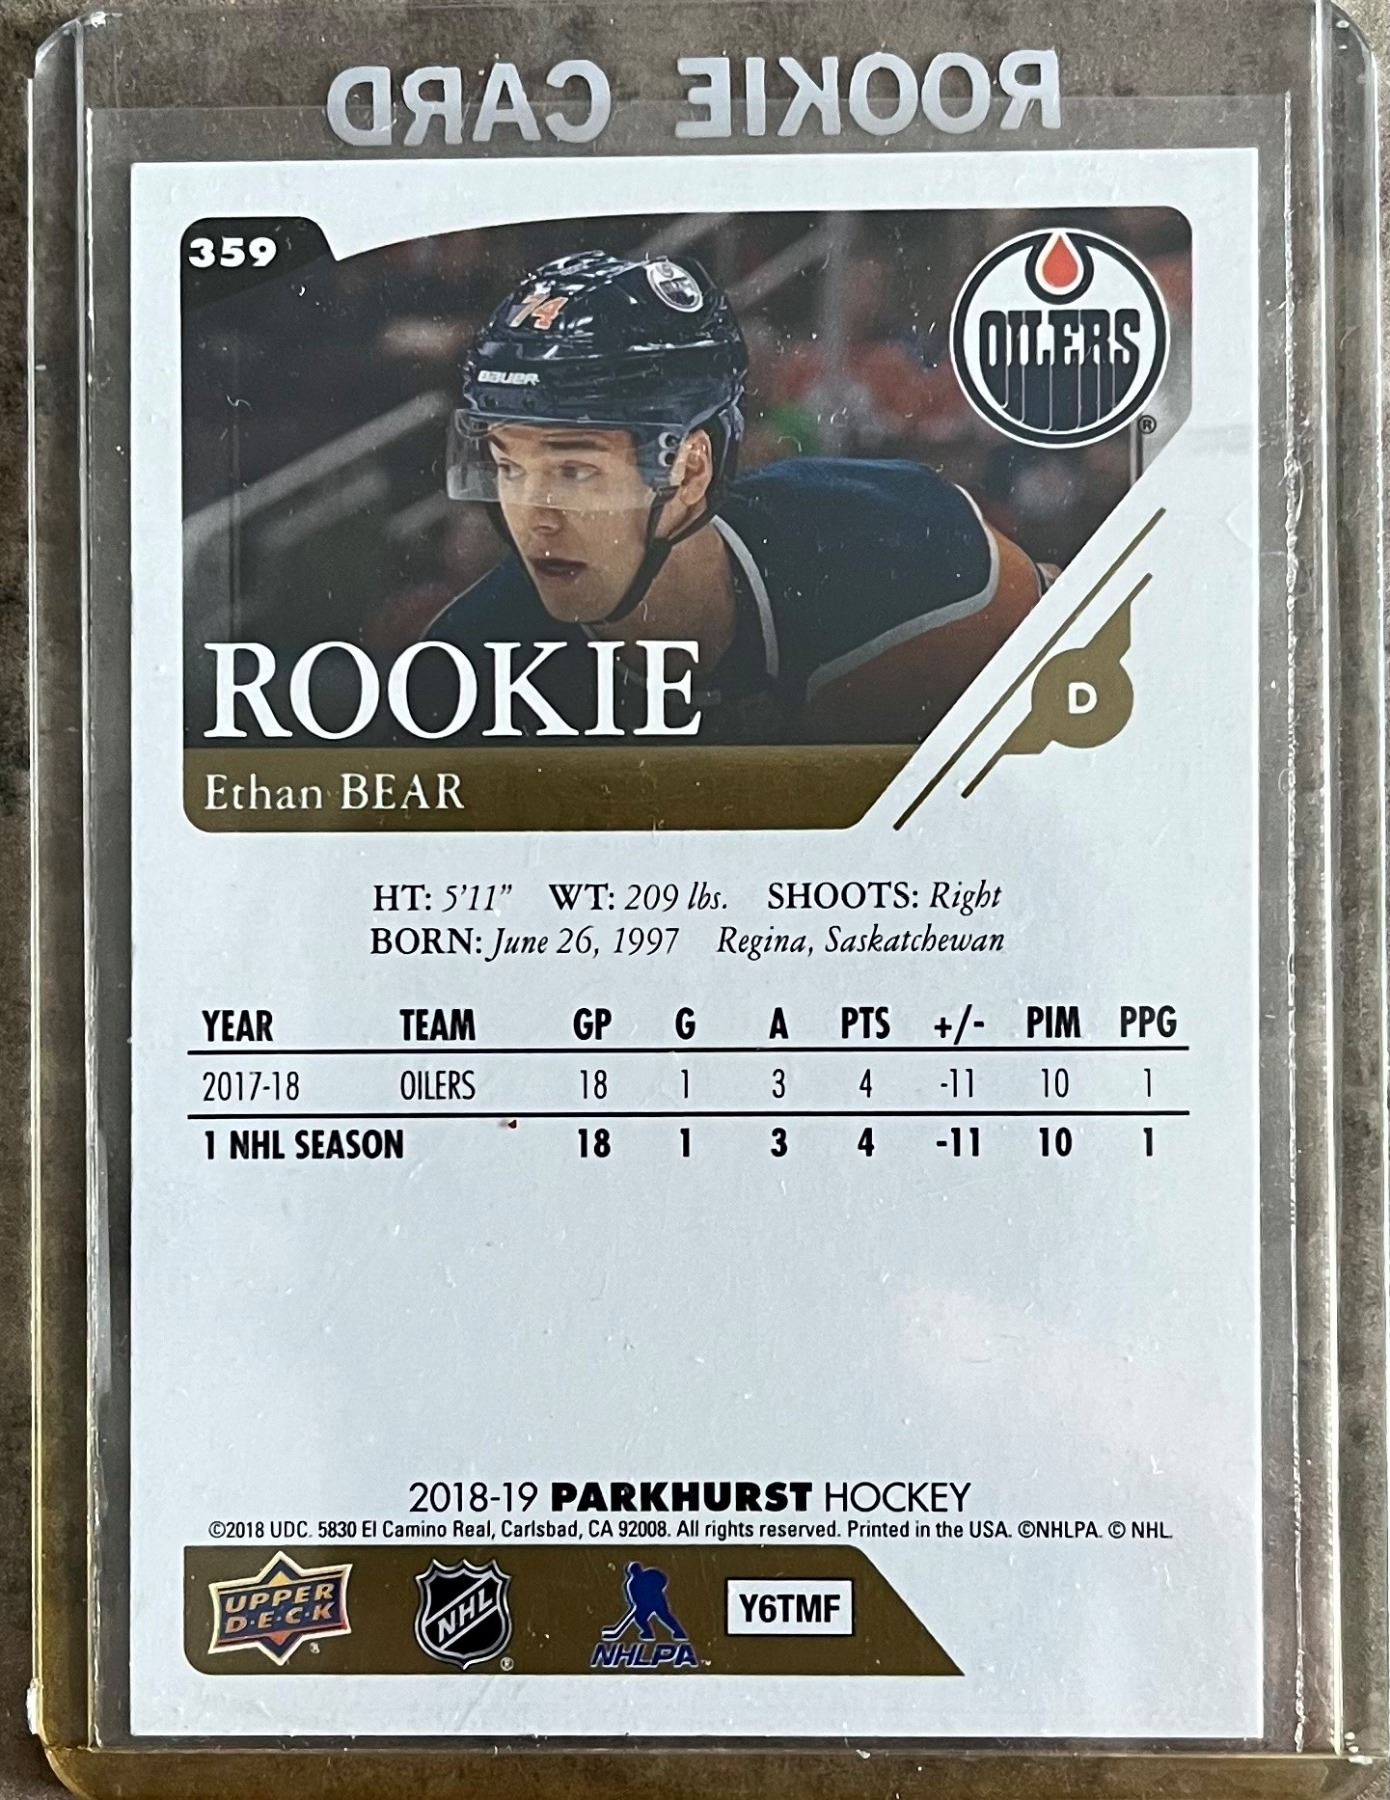 ROOKIE CARD
359
74
BAUER
OILERS
®
ROOKIE
D
Ethan BEAR
HT: 5'11" WT: 209 lbs. SHOOTS: Right
BORN: June 26, 1997 Regina, Saskatchewan
YEAR TEAM GP G A PTS +/- PIM PPG
2017-18 OILERS 18 1 3 4 -11 10 1
1 NHL SEASON 18 1 3 4 -11 10 1
2018-19 PARKHURST HOCKEY
©2018 UDC. 5830 El Camino Real, Carlsbad, CA 92008. All rights reserved. Printed in the USA. ©NHLPA. © NHL.
UPPER
D·E·C·K
NHL
®
NHLPA
Y6TMF